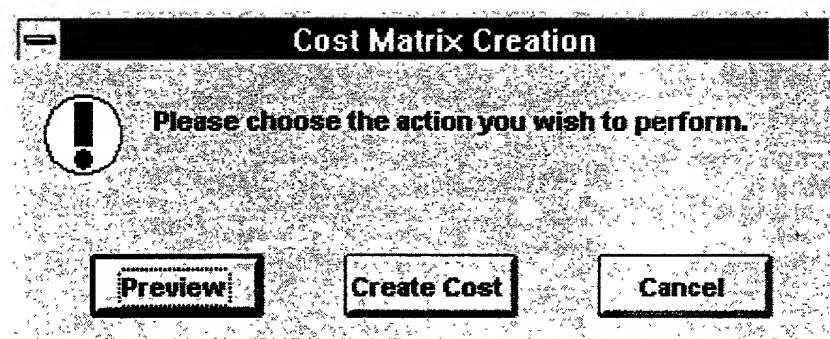 Cost Matrix Creation
Please choose the action you wish to perform.
Preview Create Cost Cancel